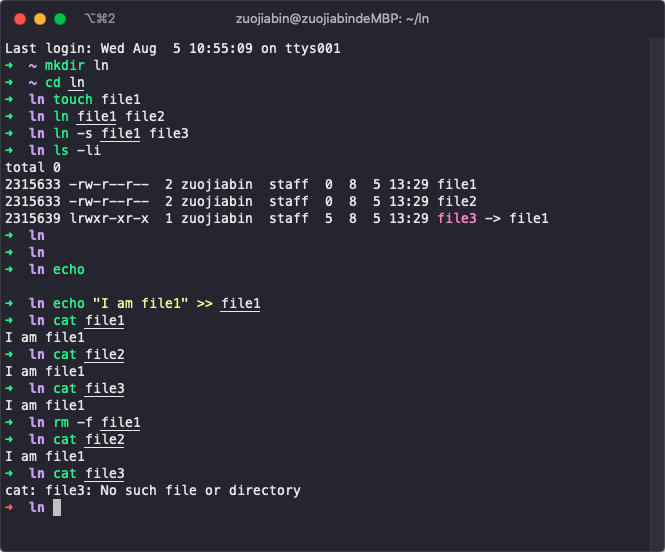 ⌥⌘2 zuojiabin@zuojiabindeMBP: ~/ln
Last login: Wed Aug  5 10:55:09 on ttys001
➜  ~ mkdir ln
➜  ~ cd ln
➜  ln touch file1
➜  ln ln file1 file2
➜  ln ln -s file1 file3
➜  ln ls -li
total 0
2315633 -rw-r--r--  2 zuojiabin  staff  0  8  5 13:29 file1
2315633 -rw-r--r--  2 zuojiabin  staff  0  8  5 13:29 file2
2315639 lrwxr-xr-x  1 zuojiabin  staff  5  8  5 13:29 file3 -> file1
➜  ln
➜  ln
➜  ln echo

➜  ln echo "I am file1" >> file1
➜  ln cat file1
I am file1
➜  ln cat file2
I am file1
➜  ln cat file3
I am file1
➜  ln rm -f file1
➜  ln cat file2
I am file1
➜  ln cat file3
cat: file3: No such file or directory
➜  ln